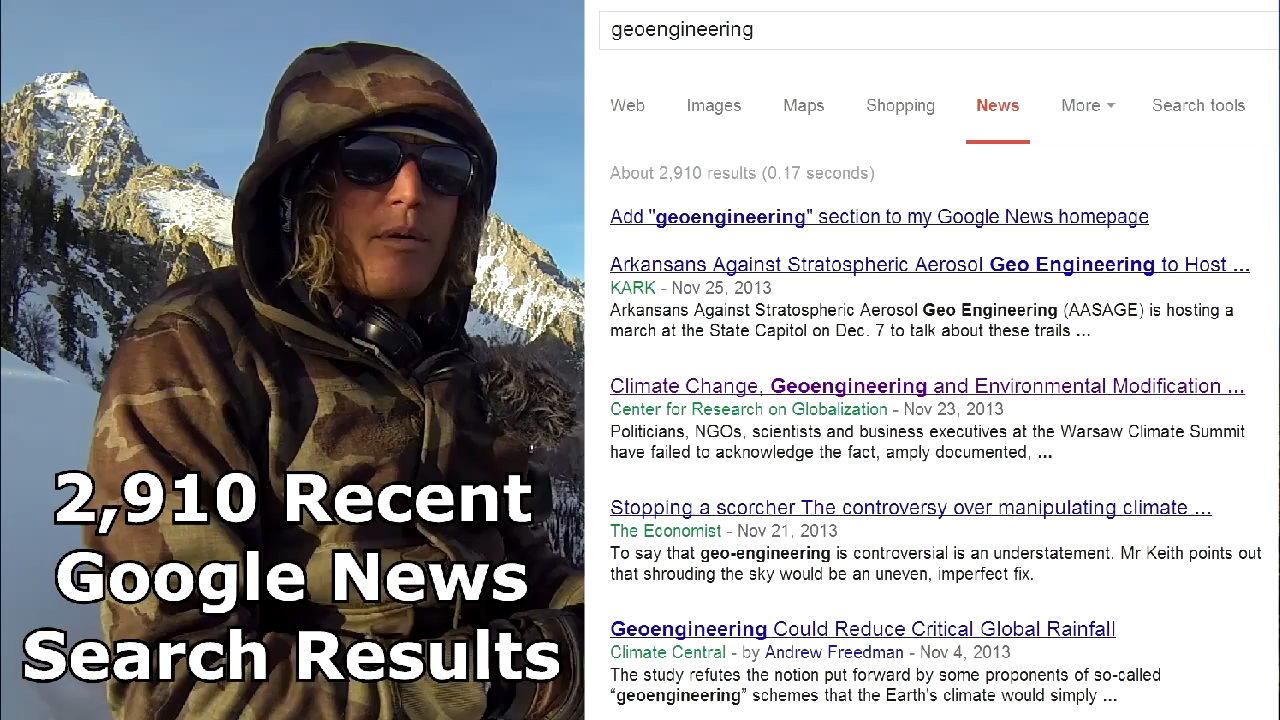 2,910 Recent
Google News
Search Results
geoengineering
Web Images Maps Shopping News More Search tools
About 2,910 results (0.17 seconds)
Add "geoengineering" section to my Google News homepage
Arkansans Against Stratospheric Aerosol Geo Engineering to Host ...
KARK - Nov 25, 2013
Arkansans Against Stratospheric Aerosol Geo Engineering (AASAGE) is hosting a
march at the State Capitol on Dec. 7 to talk about these trails ...
Climate Change, Geoengineering and Environmental Modification ...
Center for Research on Globalization - Nov 23, 2013
Politicians, NGOs, scientists and business executives at the Warsaw Climate Summit
have failed to acknowledge the fact, amply documented, ...
Stopping a scorcher The controversy over manipulating climate ...
The Economist - Nov 21, 2013
To say that geo-engineering is controversial is an understatement. Mr Keith points out
that shrouding the sky would be an uneven, imperfect fix.
Geoengineering Could Reduce Critical Global Rainfall
Climate Central - by Andrew Freedman - Nov 4, 2013
The study refutes the notion put forward by some proponents of so-called
“geoengineering” schemes that the Earth's climate would simply ...